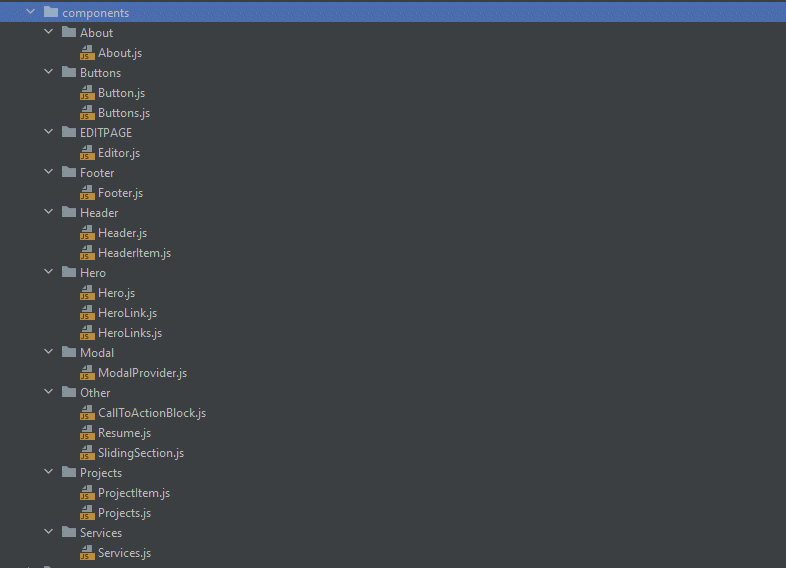 components
About
About.js
Buttons
Button.js
Buttons.js
EDITPAGE
Editor.js
Footer
Footer.js
Header
Header.js
HeaderItem.js
Hero
Hero.js
HeroLink.js
HeroLinks.js
Modal
ModalProvider.js
Other
CallToActionBlock.js
Resume.js
SlidingSection.js
Projects
ProjectItem.js
Projects.js
Services
Services.js